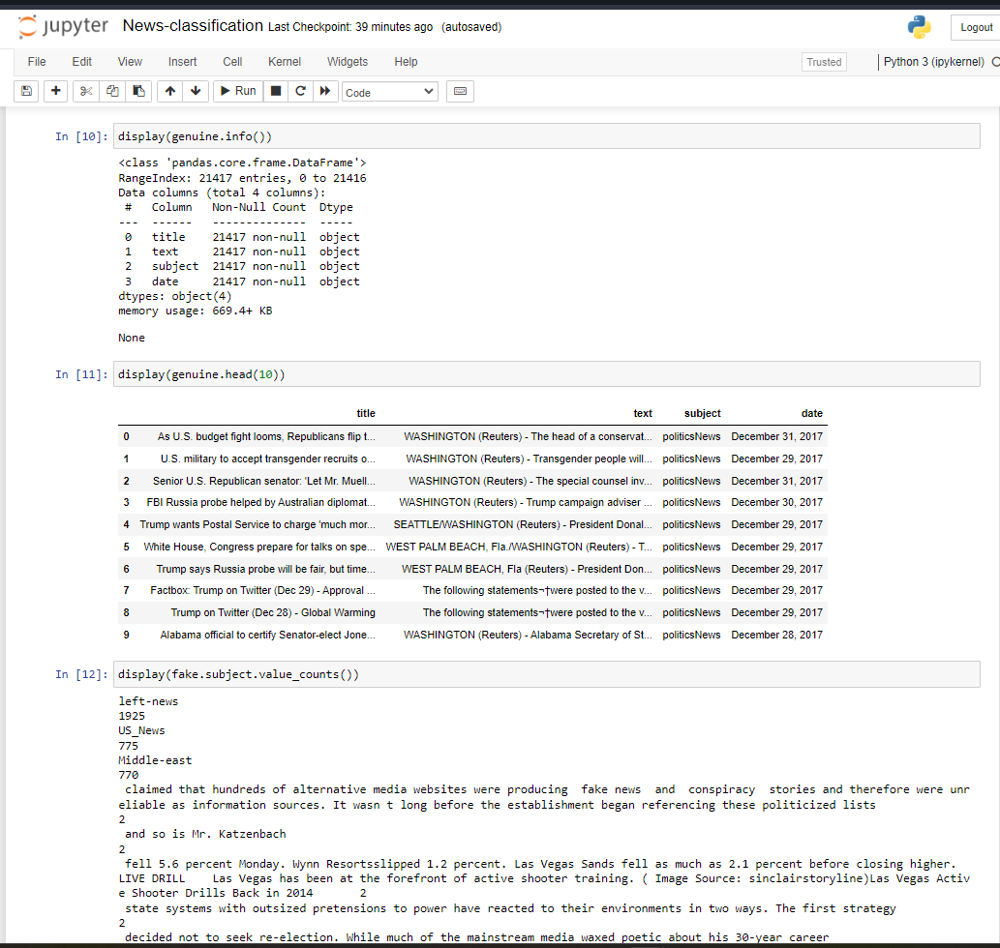 jupyter News-classification Last Checkpoint: 39 minutes ago (autosaved) Logout
File Edit View Insert Cell Kernel Widgets Help Trusted Python 3 (ipykernel)
Run Code
In [10]: display(genuine.info())
<class 'pandas.core.frame.DataFrame'>
RangeIndex: 21417 entries, 0 to 21416
Data columns (total 4 columns):
# Column Non-Null Count Dtype
--- ------ -------------- -----
0 title 21417 non-null object
1 text 21417 non-null object
2 subject 21417 non-null object
3 date 21417 non-null object
dtypes: object(4)
memory usage: 669.4+ KB
None
In [11]: display(genuine.head(10))
title text subject date
0 As U.S. budget fight looms, Republicans flip t... WASHINGTON (Reuters) - The head of a conservat... politicsNews December 31, 2017
1 U.S. military to accept transgender recruits o... WASHINGTON (Reuters) - Transgender people will... politicsNews December 29, 2017
2 Senior U.S. Republican senator: 'Let Mr. Muell... WASHINGTON (Reuters) - The special counsel inv... politicsNews December 31, 2017
3 FBI Russia probe helped by Australian diplomat... WASHINGTON (Reuters) - Trump campaign adviser ... politicsNews December 30, 2017
4 Trump wants Postal Service to charge 'much mor... SEATTLE/WASHINGTON (Reuters) - President Donal... politicsNews December 29, 2017
5 White House, Congress prepare for talks on spe... WEST PALM BEACH, Fla./WASHINGTON (Reuters) - T... politicsNews December 29, 2017
6 Trump says Russia probe will be fair, but time... WEST PALM BEACH, Fla (Reuters) - President Don... politicsNews December 29, 2017
7 Factbox: Trump on Twitter (Dec 29) - Approval ... The following statements¬†were posted to the v... politicsNews December 29, 2017
8 Trump on Twitter (Dec 28) - Global Warming The following statements¬†were posted to the v... politicsNews December 29, 2017
9 Alabama official to certify Senator-elect Jone... WASHINGTON (Reuters) - Alabama Secretary of St... politicsNews December 28, 2017
In [12]: display(fake.subject.value_counts())
left-news
1925
US_News
775
Middle-east
770
claimed that hundreds of alternative media websites were producing  fake news  and  conspiracy  stories and therefore were unr
eliable as information sources. It wasn t long before the establishment began referencing these politicized lists
2
and so is Mr. Katzenbach
2
fell 5.6 percent Monday. Wynn Resortsslipped 1.2 percent. Las Vegas Sands fell as much as 2.1 percent before closing higher.
LIVE DRILL    Las Vegas has been at the forefront of active shooter training. ( Image Source: sinclairstoryline)Las Vegas Activ
e Shooter Drills Back in 2014       2
state systems with outsized pretensions to power have reacted to their environments in two ways. The first strategy
2
decided not to seek re-election. While much of the mainstream media waxed poetic about his 30-year career